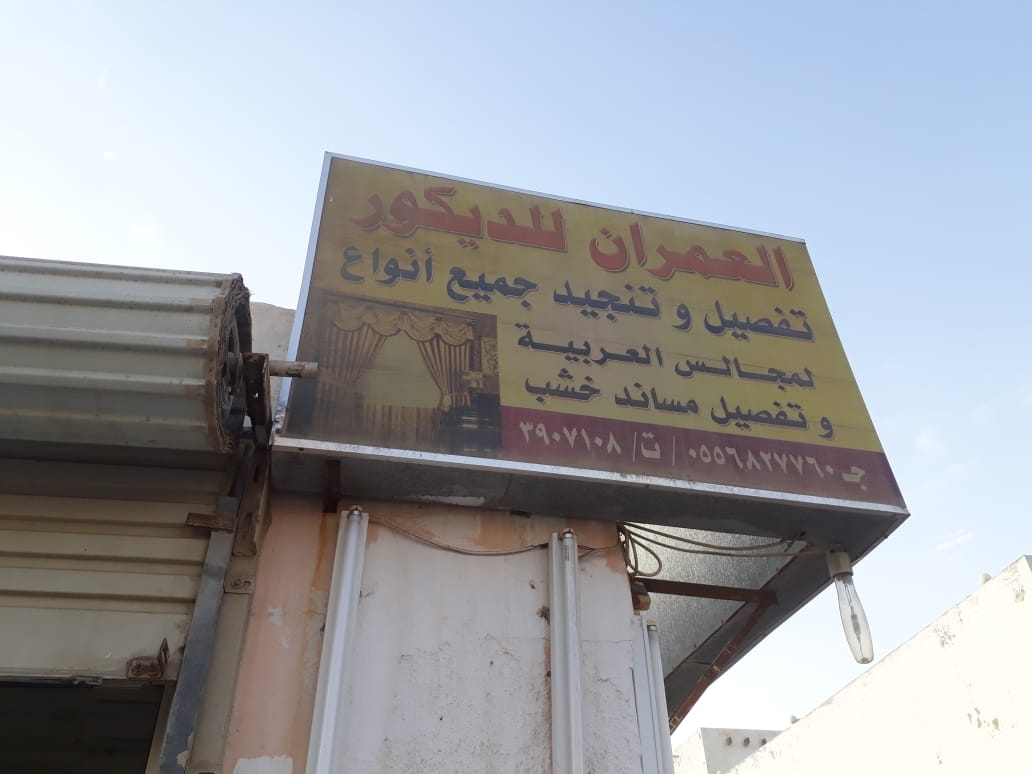 العمران للديكور
تفصيل و تنجيد جميع أنواع
لمجالس العربية
و تفصيل مساند خشب
جـ ٠٥٥٦٨٢٧٧٦٠ / ت/ ٣٩٠٧١٠٨